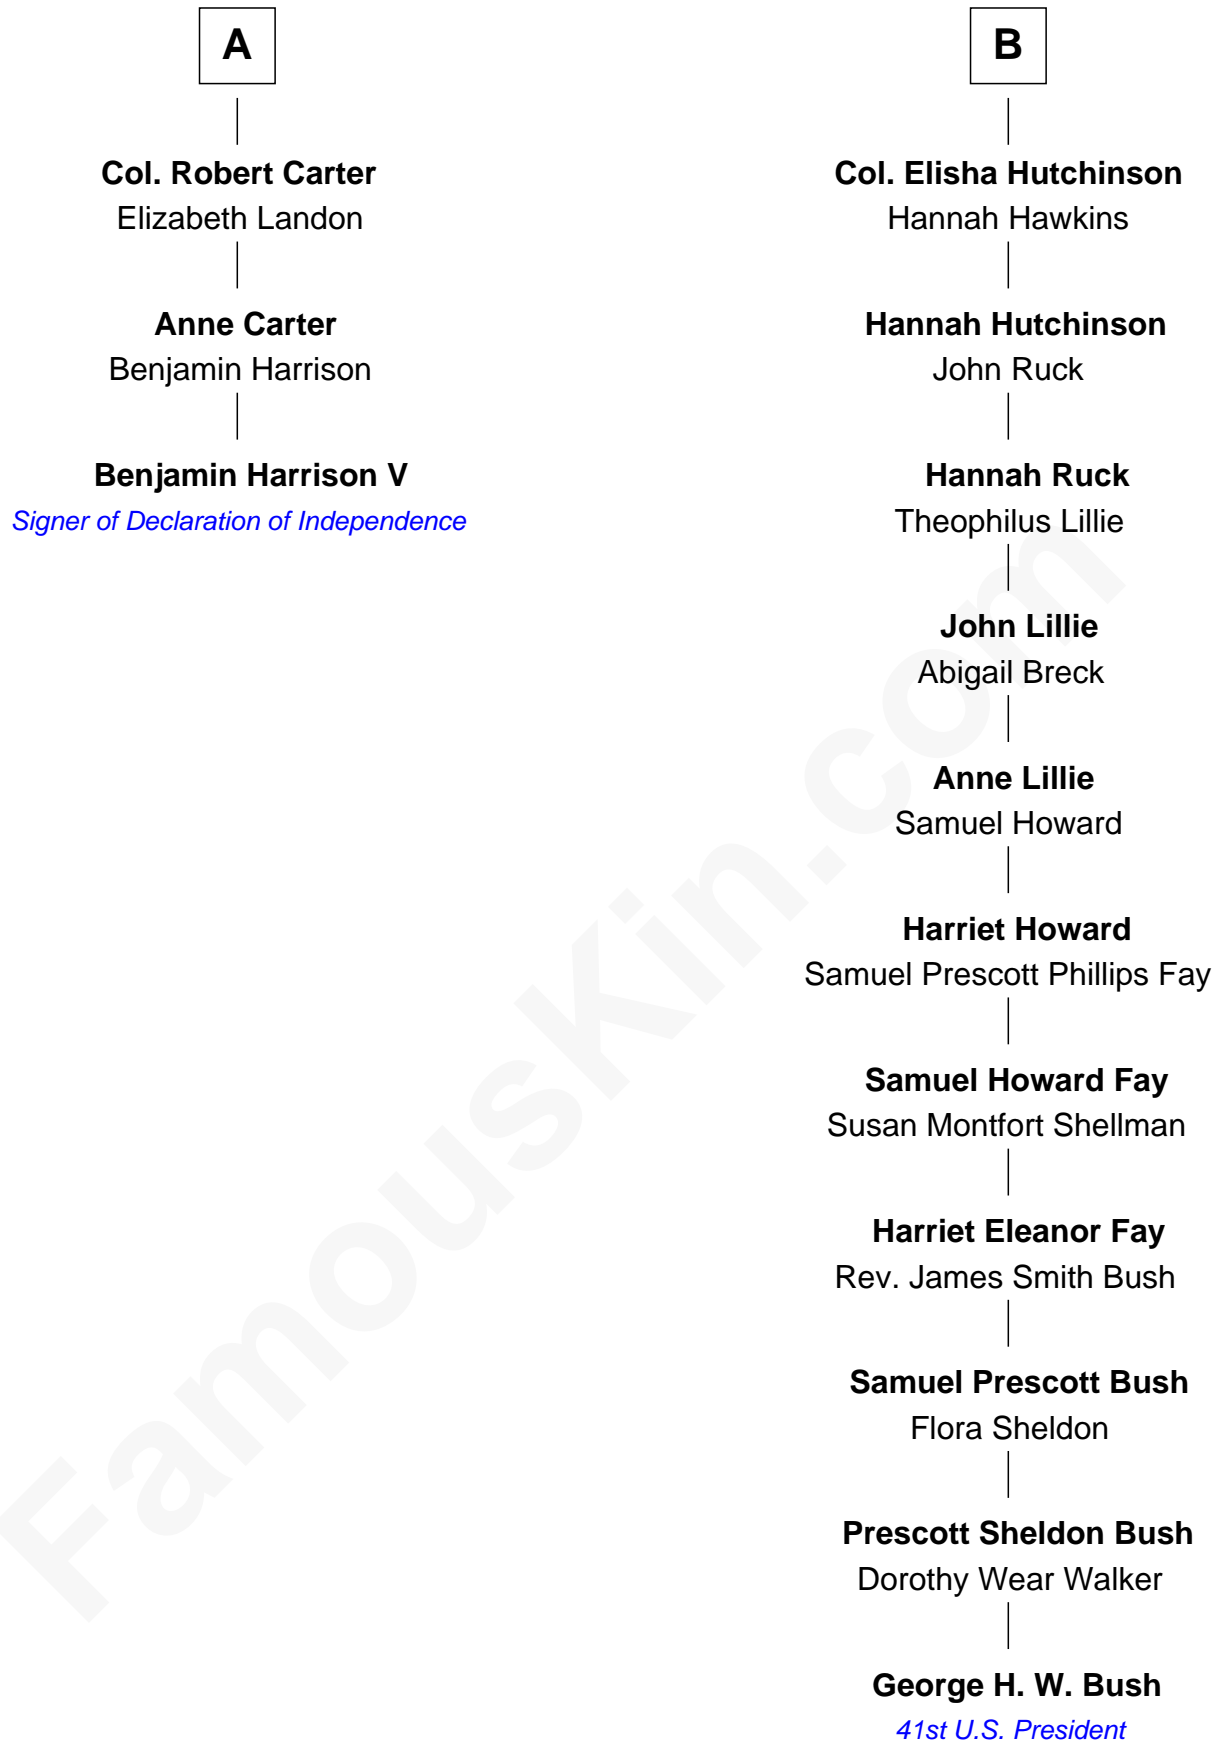 A
Col. Robert Carter
Elizabeth Landon
Anne Carter
Benjamin Harrison
Benjamin Harrison V
Signer of Declaration of Independence
B
Col. Elisha Hutchinson
Hannah Hawkins
Hannah Hutchinson
John Ruck
Hannah Ruck
Theophilus Lillie
John Lillie
Abigail Breck
Anne Lillie
Samuel Howard
Harriet Howard
Samuel Prescott Phillips Fay
Samuel Howard Fay
Susan Montfort Shellman
Harriet Eleanor Fay
Rev. James Smith Bush
Samuel Prescott Bush
Flora Sheldon
Prescott Sheldon Bush
Dorothy Wear Walker
George H. W. Bush
41st U.S. President
FamousKin.com